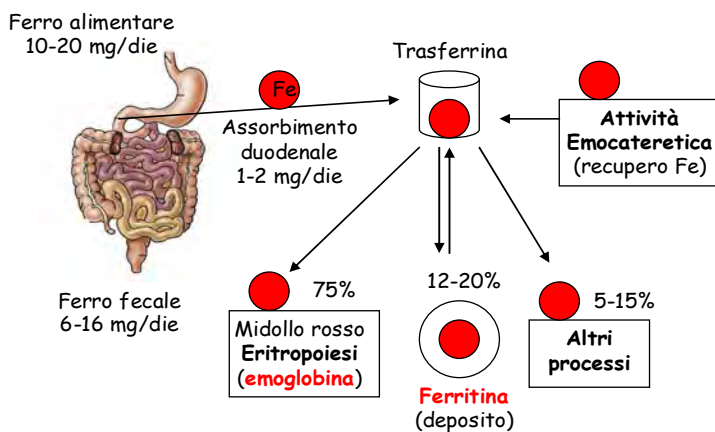 Ferro alimentare
10-20 mg/die
Trasferrina
Fe
Assorbimento
duodenale
1-2 mg/die
Attività
Emocateretica
(recupero Fe)
Ferro fecale
6-16 mg/die
75%
Midollo rosso
Eritropoiesi
(emoglobina)
12-20%
Ferritina
(deposito)
5-15%
Altri
processi